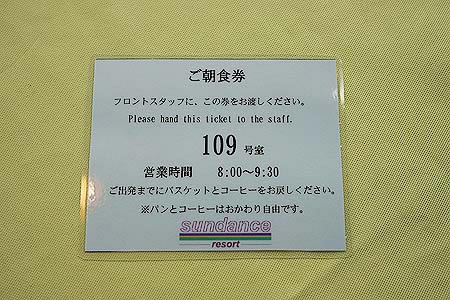 ご朝食券
フロントスタッフに、この券をお渡しください。
Please hand this ticket to the staff.
109 号室
営業時間 8:00～9:30
ご出発までにバスケットとコーヒーをお戻しください。
※パンとコーヒーはおかわり自由です。
sundance
resort